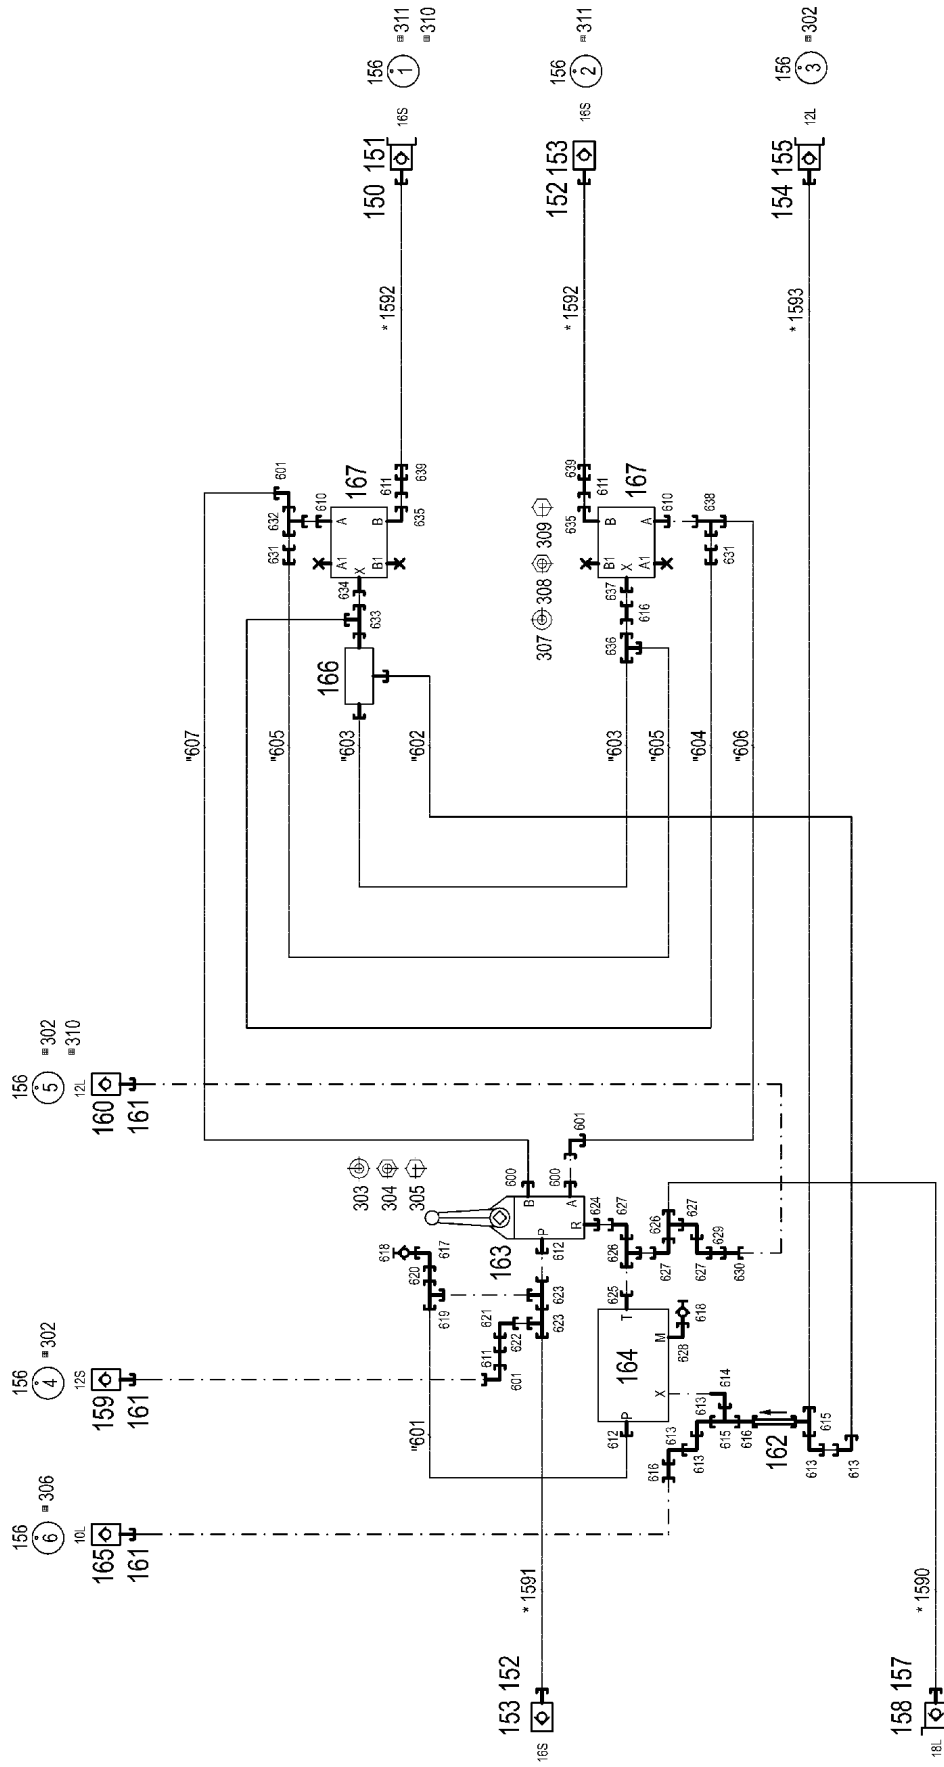 156 1 ⊞311
⊞310
16S
150 151
*1592
156 2 ⊞311
16S
152 153
*1592
156 3 ⊞302
12L
154 155
*1593
639
611
635
167
601
632
631
610
A
B
A1
B1
X
634
633
166
639
611
635
167
307 308 309
B
A
B1
A1
X
610
638
631
637
616
636
"607
"605
"603
"602
"603
"605
"604
"606
156 5 ⊞302
⊞310
12L
160
161
303
304
305
163
B
A
P
R
600
600
601
612
624
627
626
627
626
627
627
629
630
618
617
620
619
621
622
623
623
611
601
156 4 ⊞302
12S
159
161
164
T
M
X
P
625
618
628
612
614
613
615
616
613
613
616
162
615
613
613
"601
156 6 ⊞306
10L
165
161
*1591
153 152
16S
*1590
158 157
18L